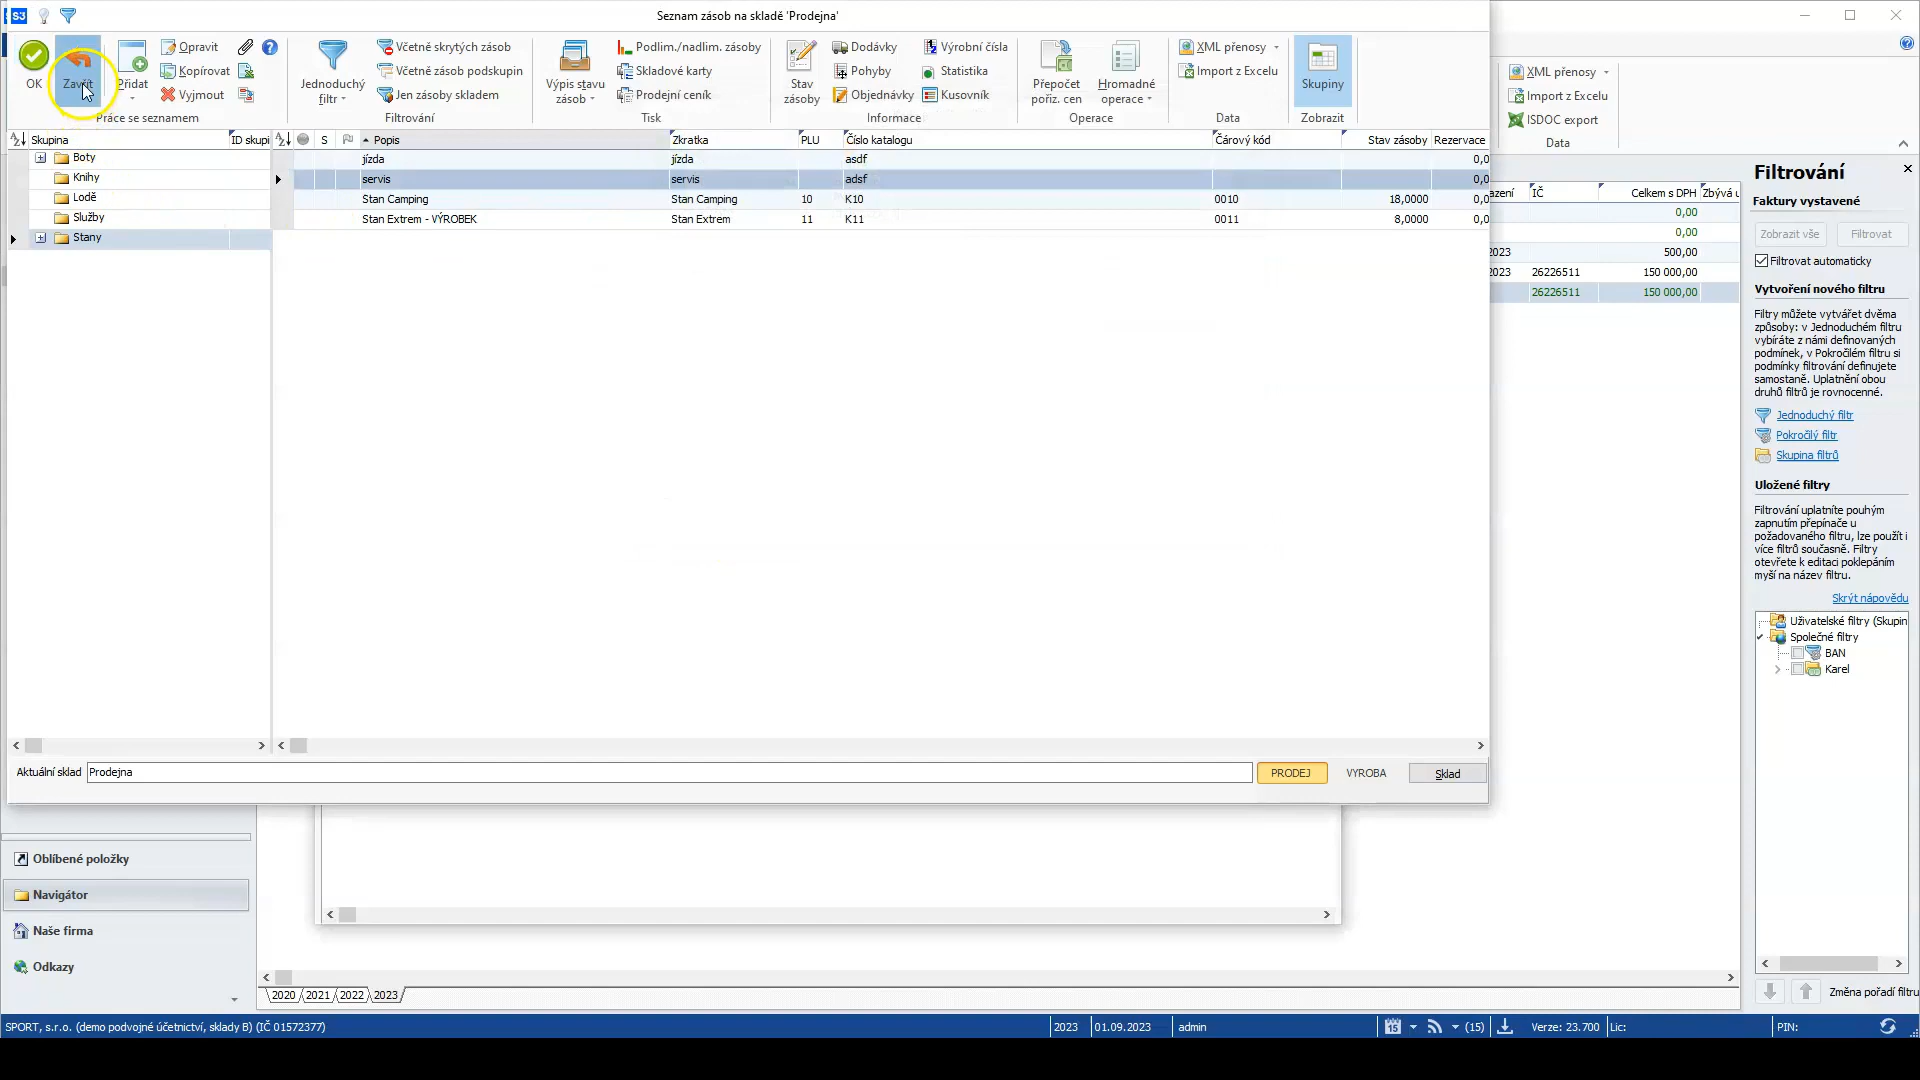 S3 Seznam zásob na skladě 'Prodejna'
OK Zavřít Přidat Opravit Kopírovat Vyjmout
Práce se seznamem
Jednoduchý filtr
Včetně skrytých zásob
Včetně zásob podskupin
Jen zásoby skladem
Filtrování
Výpis stavu zásob
Podlim./nadlim. zásoby
Skladové karty
Prodejní ceník
Tisk
Stav zásoby
Dodávky
Pohyby
Objednávky
Výrobní čísla
Statistika
Kusovník
Informace
Přepočet poříz. cen
Hromadné operace
Operace
XML přenosy
Import z Excelu
Data
Skupiny
Zobrazit
XML přenosy
Import z Excelu
ISDOC export
Data
Skupina ID skupi
Boty
Knihy
Lodě
Služby
Stany
S Popis Zkratka PLU Číslo katalogu Čárový kód Stav zásoby Rezervace
jízda jízda asdf 0,0
servis servis adsf 0,0
Stan Camping Stan Camping 10 K10 0010 18,0000 0,0
Stan Extrem - VÝROBEK Stan Extrem 11 K11 0011 8,0000 0,0
Aktuální sklad Prodejna PRODEJ VYROBA Sklad
azení IČ Celkem s DPH Zbývá u
0,00
0,00
2023 500,00
2023 26226511 150 000,00
26226511 150 000,00
Filtrování
Faktury vystavené
Zobrazit vše Filtrovat
Filtrovat automaticky
Vytvoření nového filtru
Filtry můžete vytvářet dvěma
způsoby: v Jednoduchém filtru
vybíráte z námi definovaných
podmínek, v Pokročilém filtru si
podmínky filtrování definujete
samostaně. Uplatnění obou
druhů filtrů je rovnocenné.
Jednoduchý filtr
Pokročilý filtr
Skupina filtrů
Uložené filtry
Filtrování uplatníte pouhým
zapnutím přepínače u
požadovaného filtru, lze použít i
více filtrů současně. Filtry
otevřete k editaci poklepáním
myší na název filtru.
Skrýt nápovědu
Uživatelské filtry (Skupin
Společné filtry
BAN
Karel
Změna pořadí filtru
Oblíbené položky
Navigátor
Naše firma
Odkazy
2020 2021 2022 2023
SPORT, s.r.o. (demo podvojné účetnictví, sklady B) (IČ 01572377) 2023 01.09.2023 admin 15 (15) Verze: 23.700 Lic: PIN: